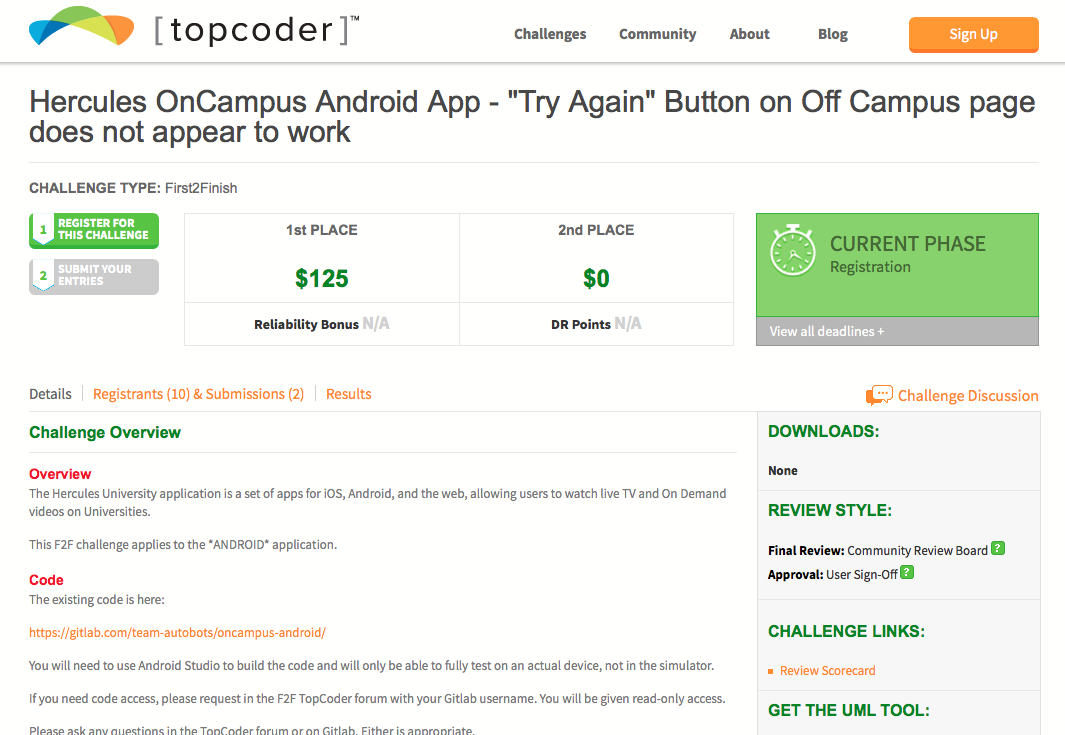 [topcoder]™
Challenges Community About Blog Sign Up
Hercules OnCampus Android App - "Try Again" Button on Off Campus page
does not appear to work
CHALLENGE TYPE: First2Finish
1 REGISTER FOR
THIS CHALLENGE
2 SUBMIT YOUR
ENTRIES
1st PLACE
$125
Reliability Bonus N/A
2nd PLACE
$0
DR Points N/A
CURRENT PHASE
Registration
View all deadlines +
Details Registrants (10) & Submissions (2) Results
Challenge Discussion
Challenge Overview
Overview
The Hercules University application is a set of apps for iOS, Android, and the web, allowing users to watch live TV and On Demand
videos on Universities.
This F2F challenge applies to the *ANDROID* application.
Code
The existing code is here:
https://gitlab.com/team-autobots/oncampus-android/
You will need to use Android Studio to build the code and will only be able to fully test on an actual device, not in the simulator.
If you need code access, please request in the F2F TopCoder forum with your Gitlab username. You will be given read-only access.
Please ask any questions in the TopCoder forum or on Gitlab. Either is appropriate.
DOWNLOADS:
None
REVIEW STYLE:
Final Review: Community Review Board ?
Approval: User Sign-Off ?
CHALLENGE LINKS:
Review Scorecard
GET THE UML TOOL: